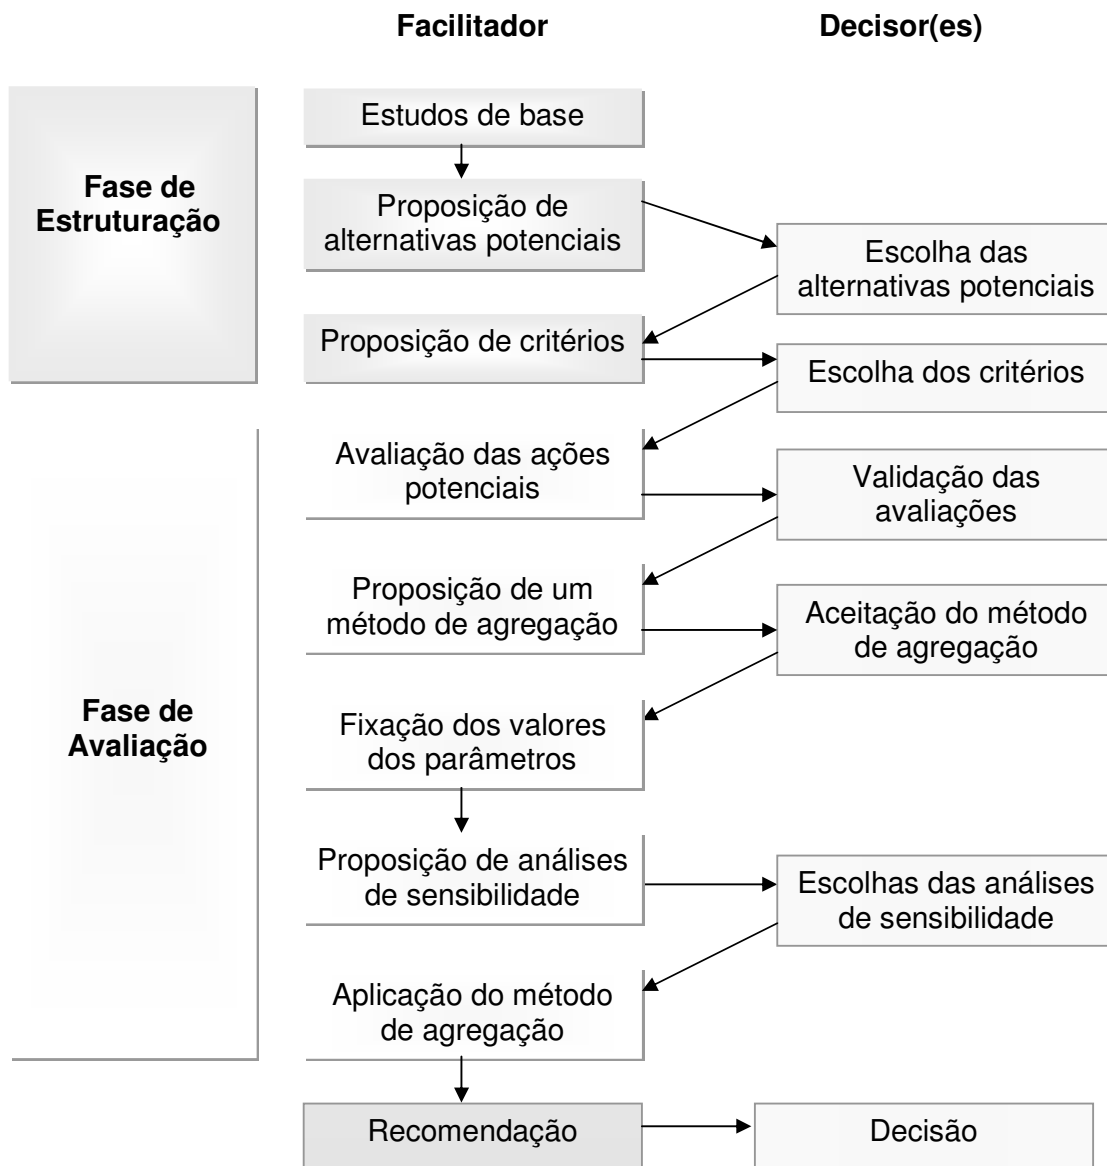 Facilitador
Decisor(es)
Fase de
Estruturação
Estudos de base
Proposição de
alternativas potenciais
Escolha das
alternativas potenciais
Proposição de critérios
Escolha dos critérios
Fase de
Avaliação
Avaliação das ações
potenciais
Validação das
avaliações
Proposição de um
método de agregação
Aceitação do método
de agregação
Fixação dos valores
dos parâmetros
Proposição de análises
de sensibilidade
Escolhas das análises
de sensibilidade
Aplicação do método
de agregação
Recomendação
Decisão